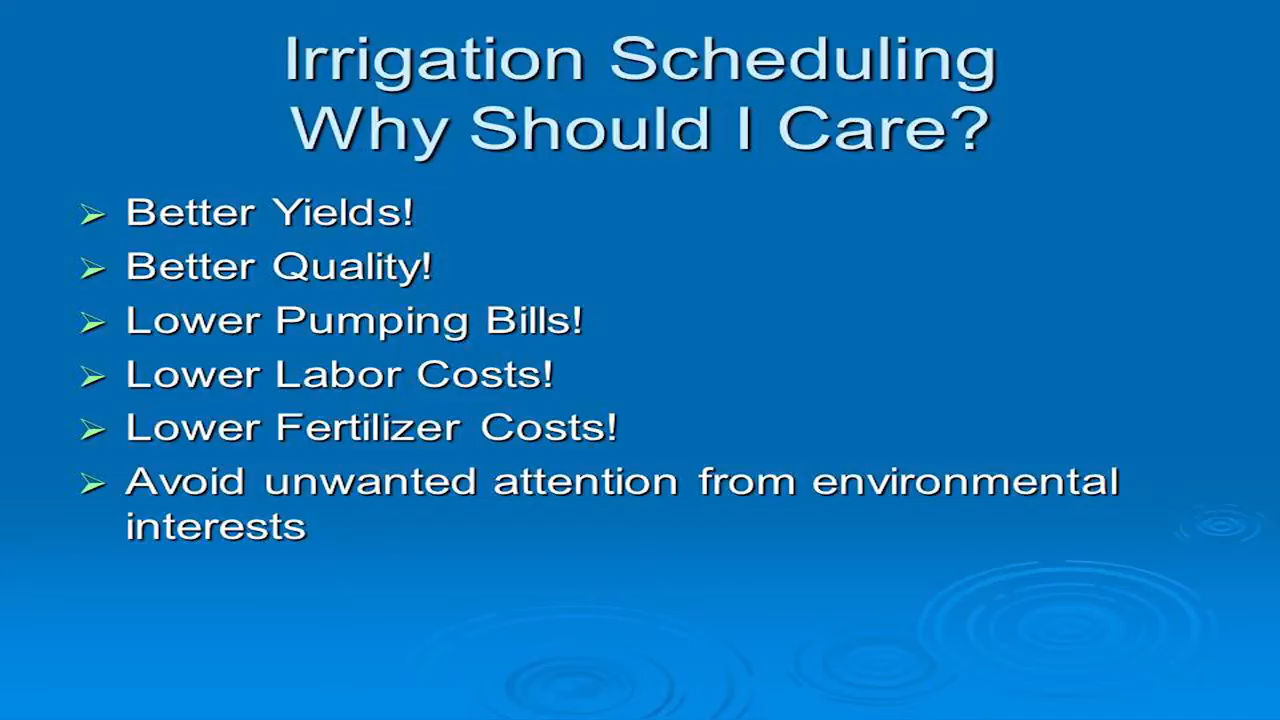 Irrigation Scheduling
Why Should I Care?
Better Yields!
Better Quality!
Lower Pumping Bills!
Lower Labor Costs!
Lower Fertilizer Costs!
Avoid unwanted attention from environmental
interests